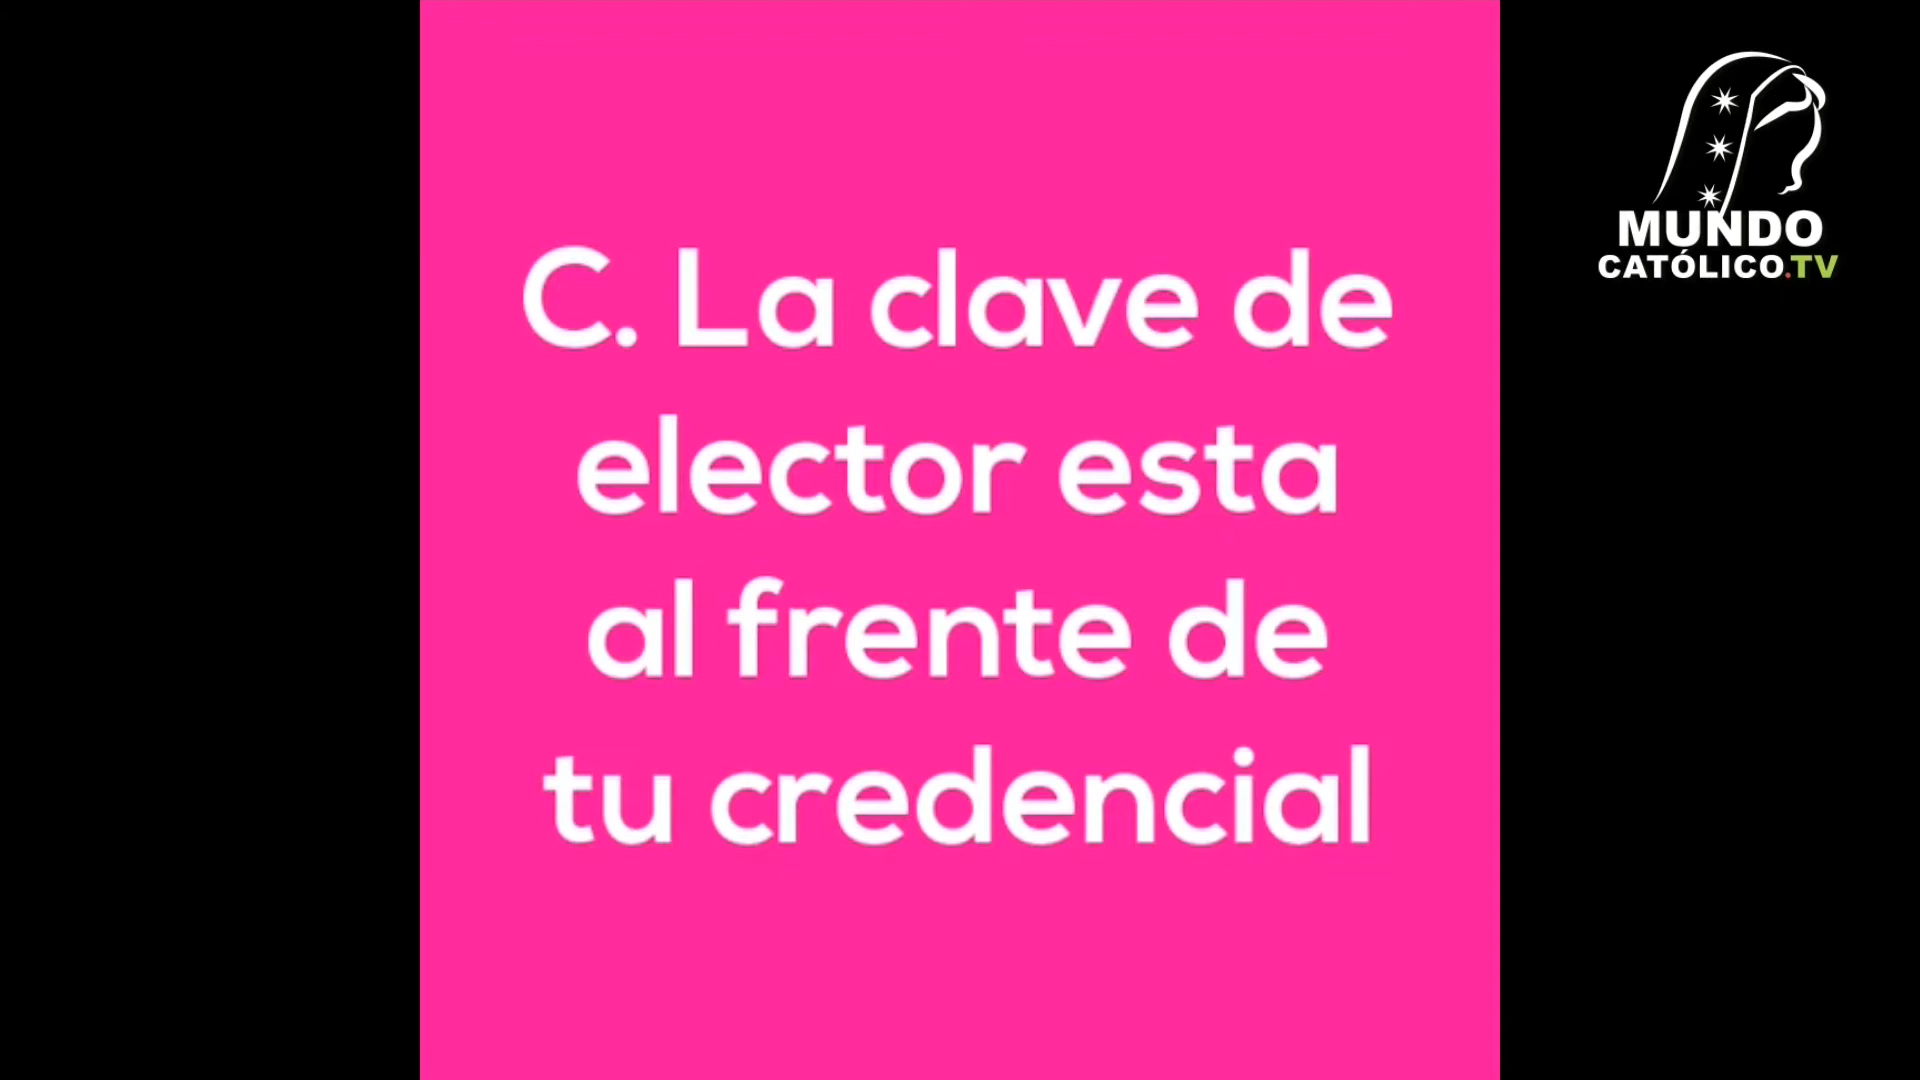 C. La clave de
elector esta
al frente de
tu credencial
MUNDO
CATÓLICO.TV